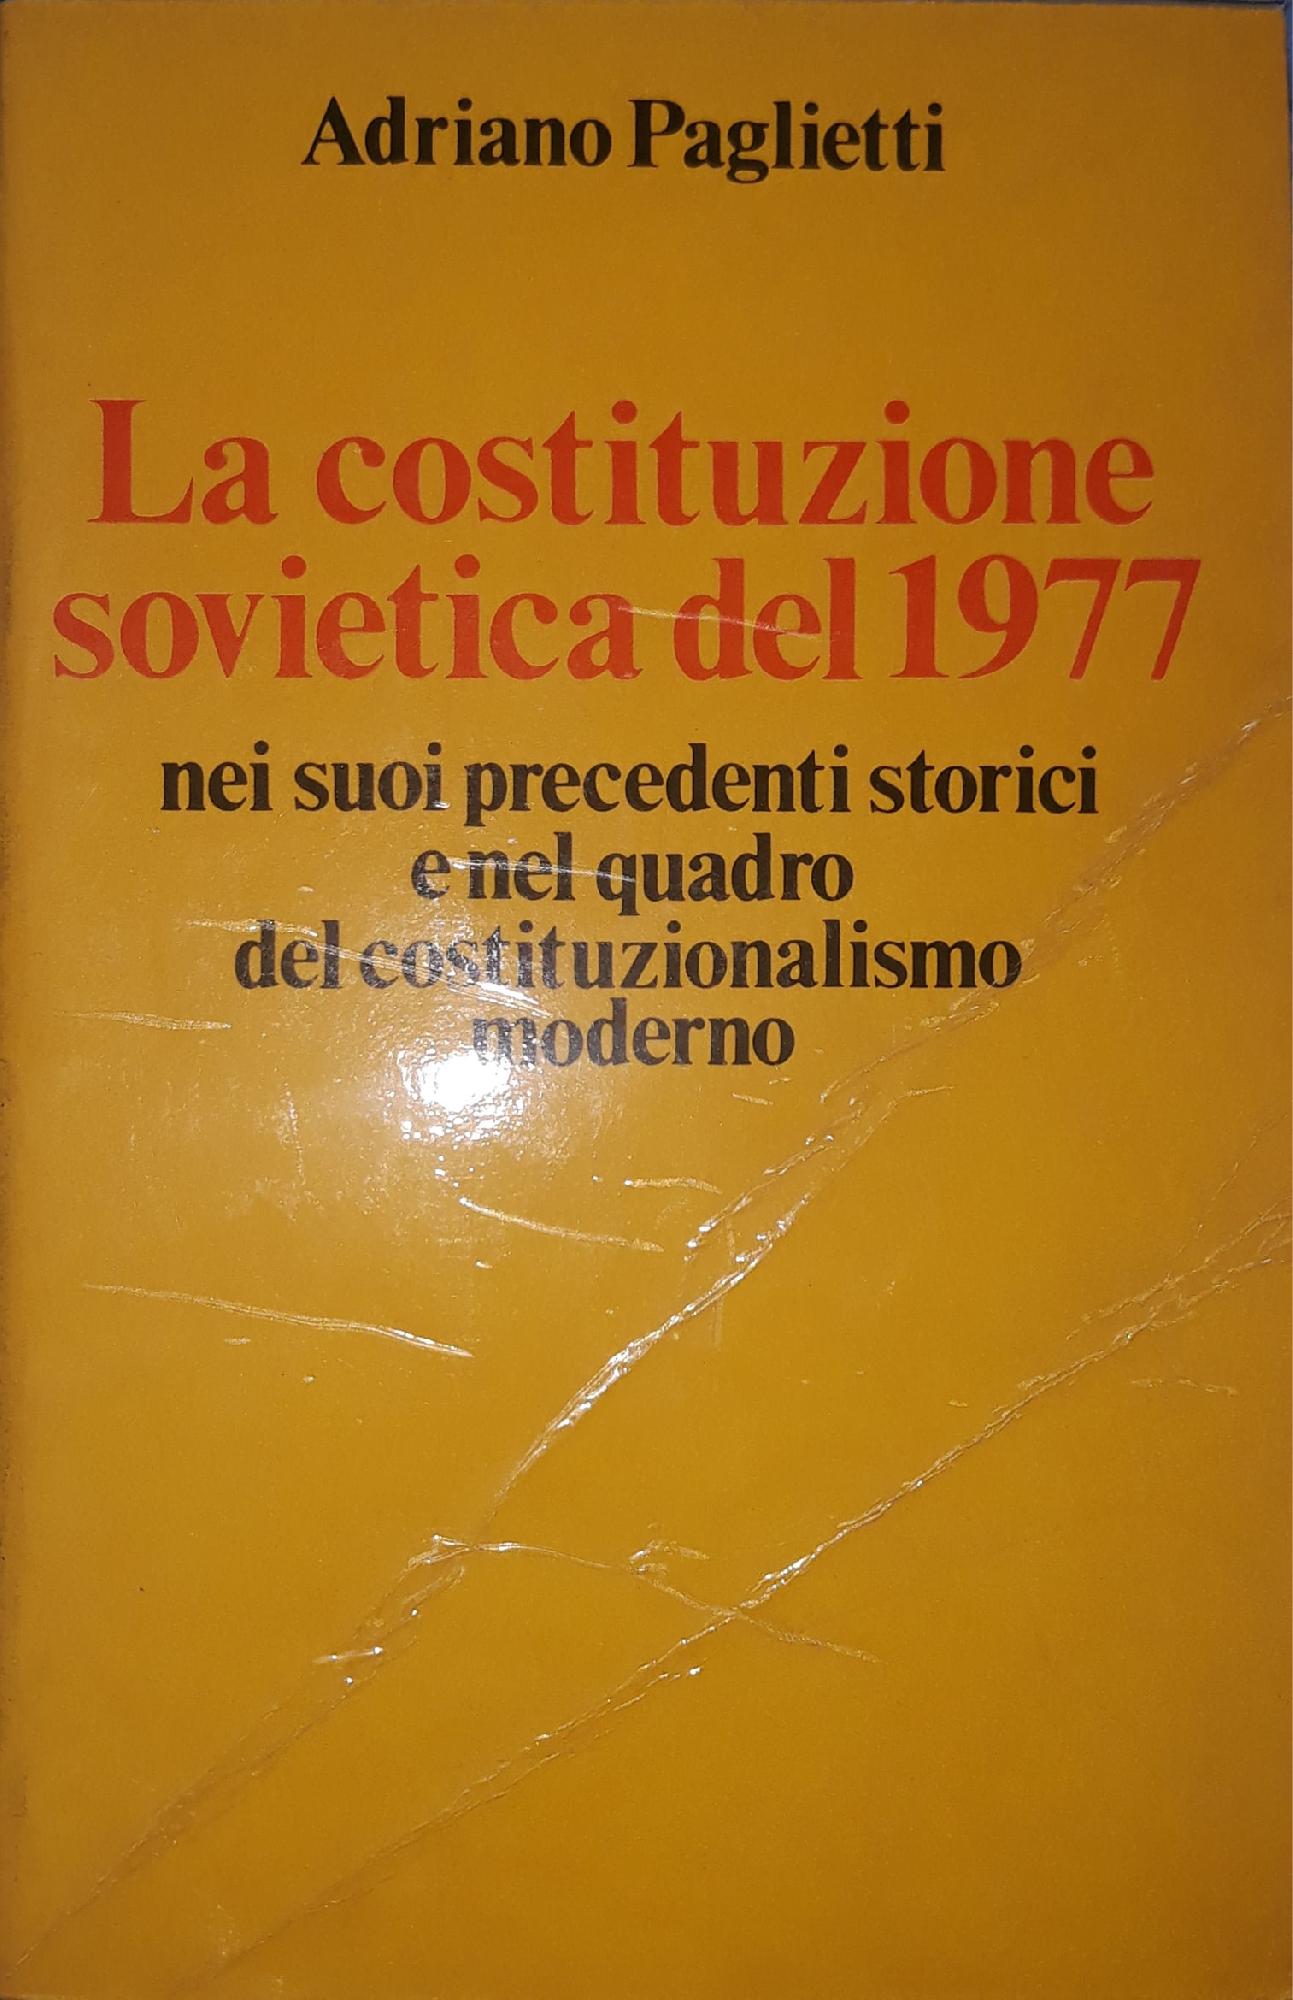 Adriano Paglietti
La costituzione
sovietica del 1977
nei suoi precedenti storici
e nel quadro
del costituzionalismo
moderno